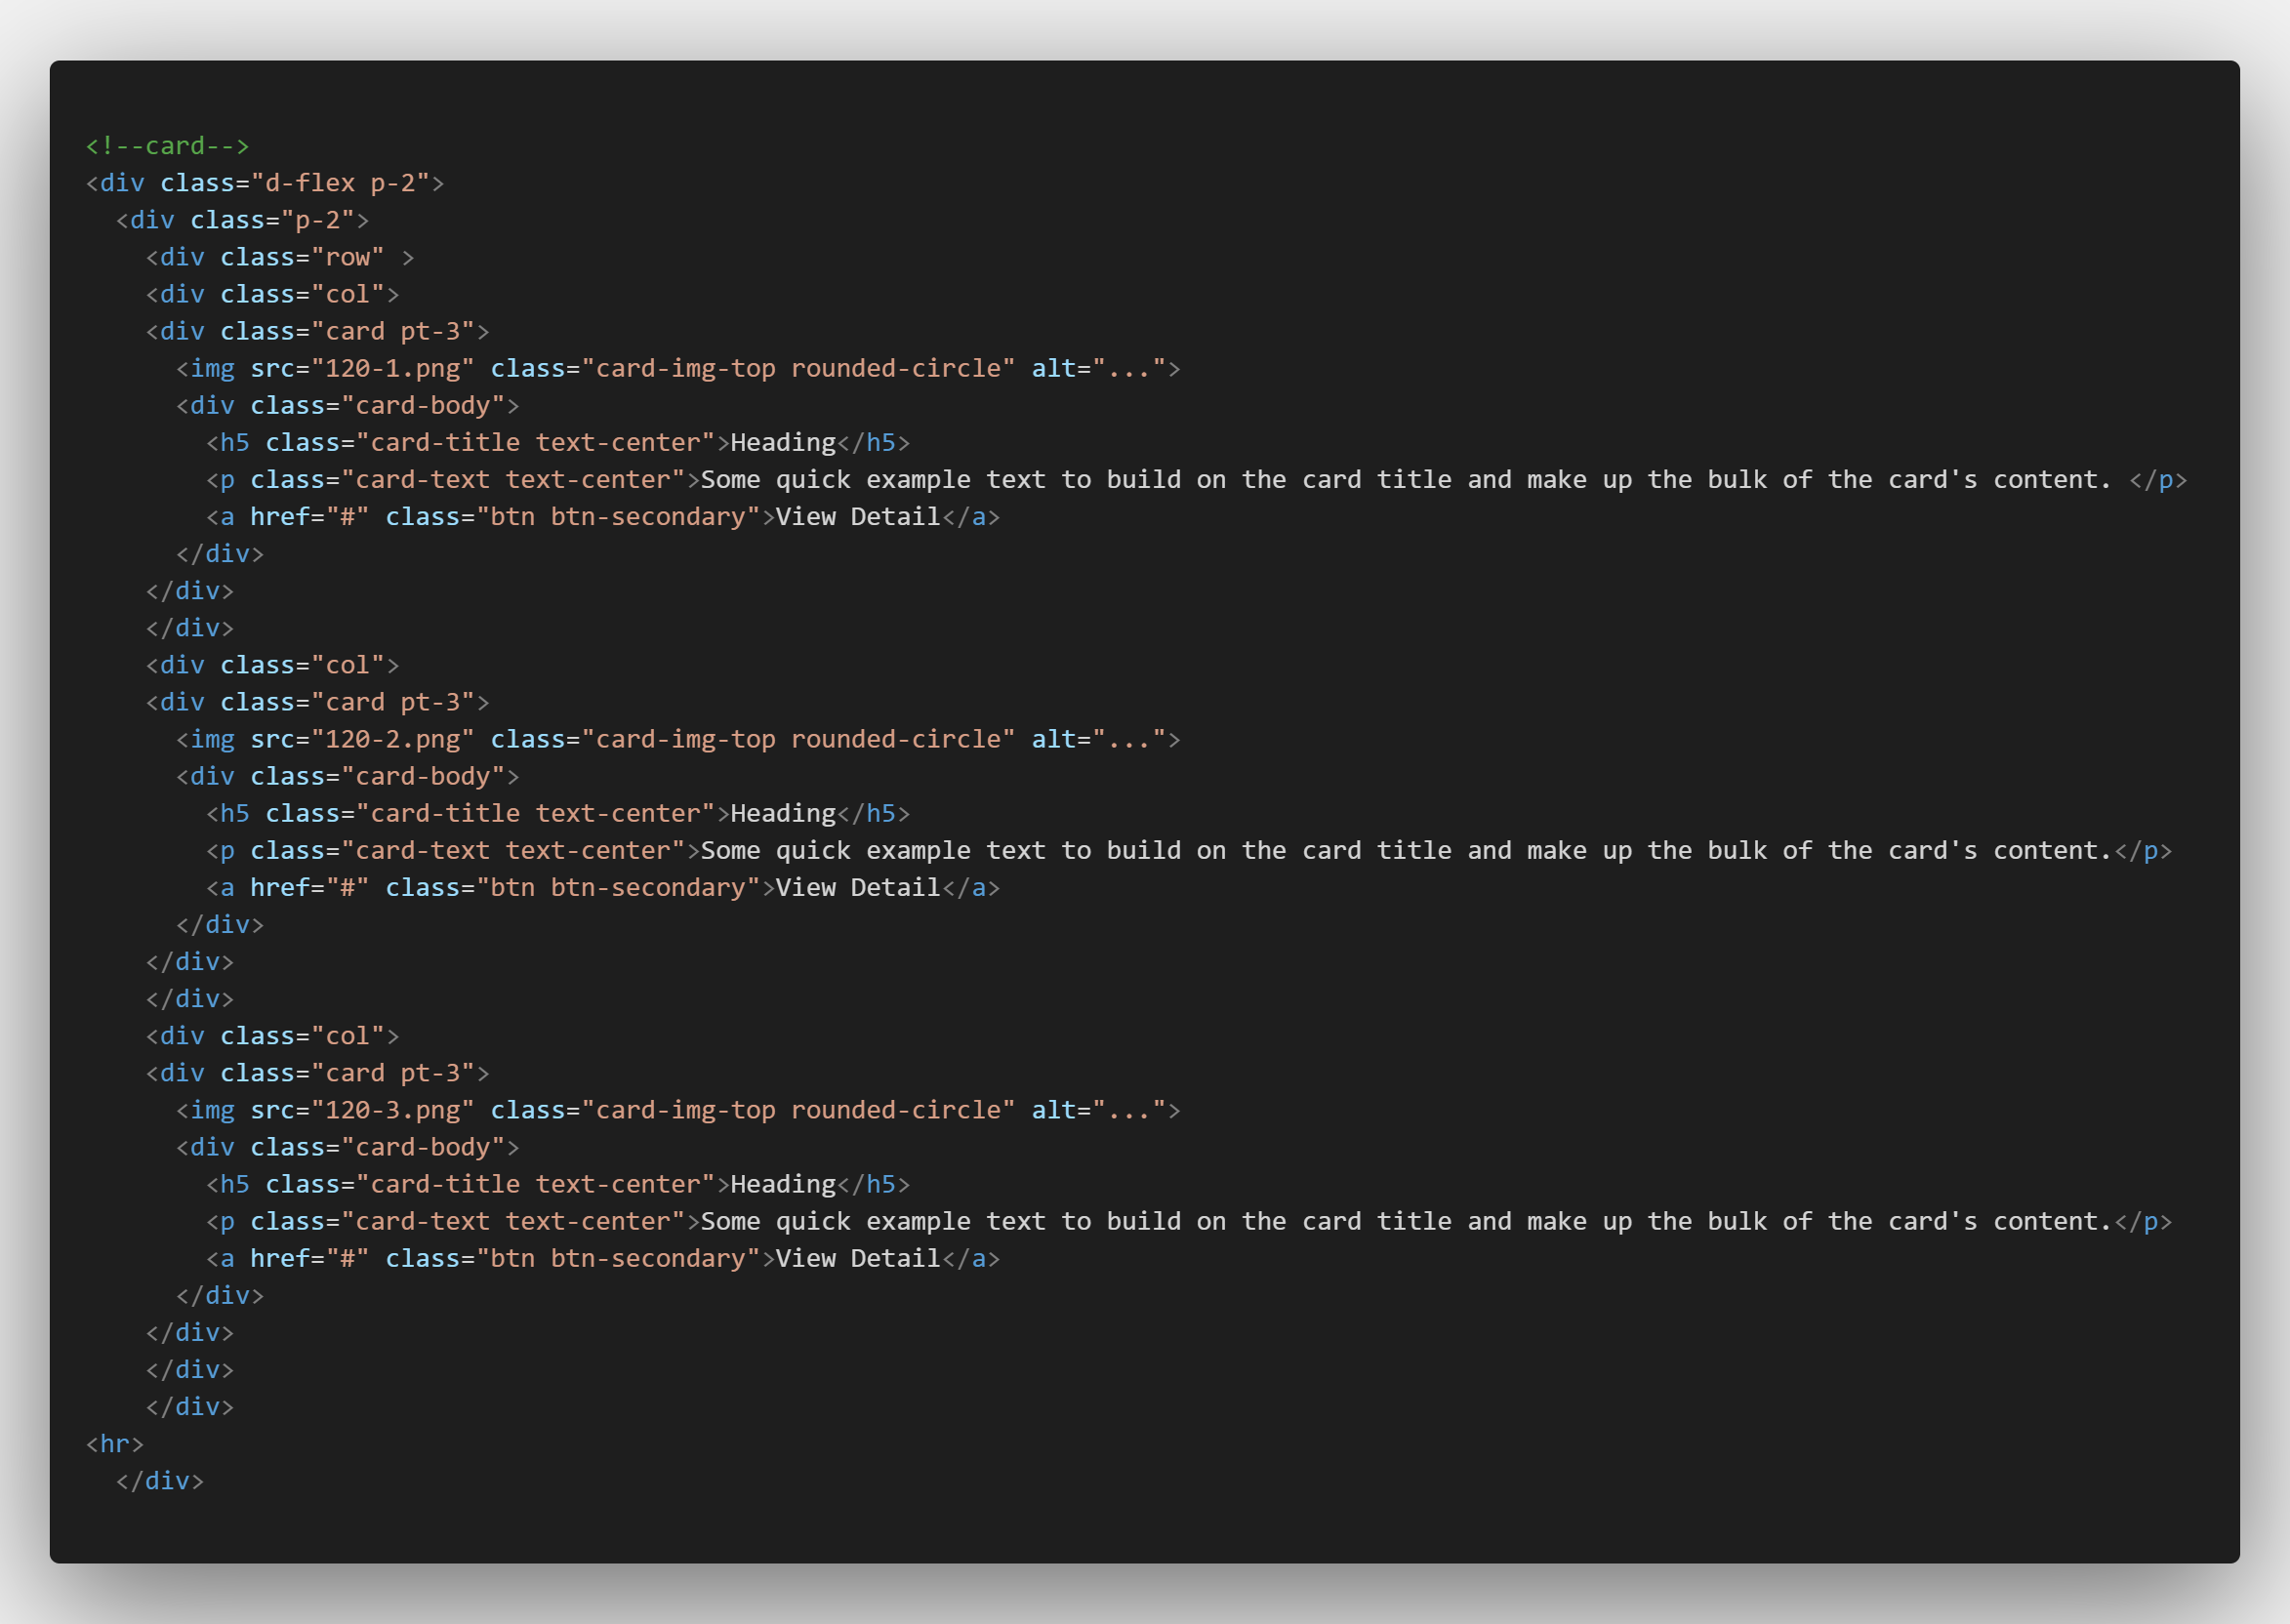 <!--card-->
<div class="d-flex p-2">
  <div class="p-2">
    <div class="row" >
    <div class="col">
    <div class="card pt-3">
      <img src="120-1.png" class="card-img-top rounded-circle" alt="...">
      <div class="card-body">
        <h5 class="card-title text-center">Heading</h5>
        <p class="card-text text-center">Some quick example text to build on the card title and make up the bulk of the card's content. </p>
        <a href="#" class="btn btn-secondary">View Detail</a>
      </div>
    </div>
    </div>
    <div class="col">
    <div class="card pt-3">
      <img src="120-2.png" class="card-img-top rounded-circle" alt="...">
      <div class="card-body">
        <h5 class="card-title text-center">Heading</h5>
        <p class="card-text text-center">Some quick example text to build on the card title and make up the bulk of the card's content.</p>
        <a href="#" class="btn btn-secondary">View Detail</a>
      </div>
    </div>
    </div>
    <div class="col">
    <div class="card pt-3">
      <img src="120-3.png" class="card-img-top rounded-circle" alt="...">
      <div class="card-body">
        <h5 class="card-title text-center">Heading</h5>
        <p class="card-text text-center">Some quick example text to build on the card title and make up the bulk of the card's content.</p>
        <a href="#" class="btn btn-secondary">View Detail</a>
      </div>
    </div>
    </div>
    </div>
<hr>
  </div>